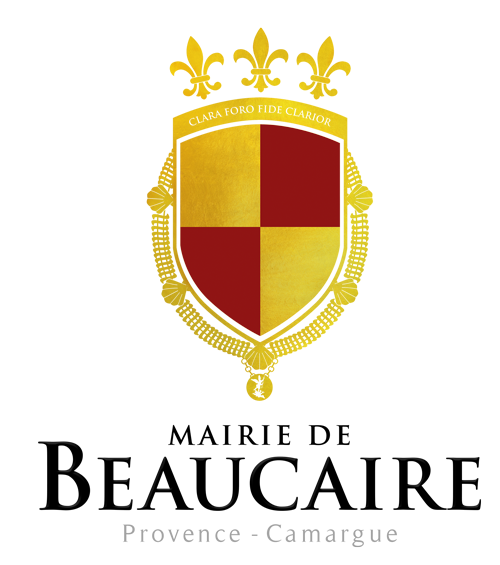 CLARA FORO FIDE CLARIOR
MAIRIE DE
BEAUCAIRE
Provence - Camargue